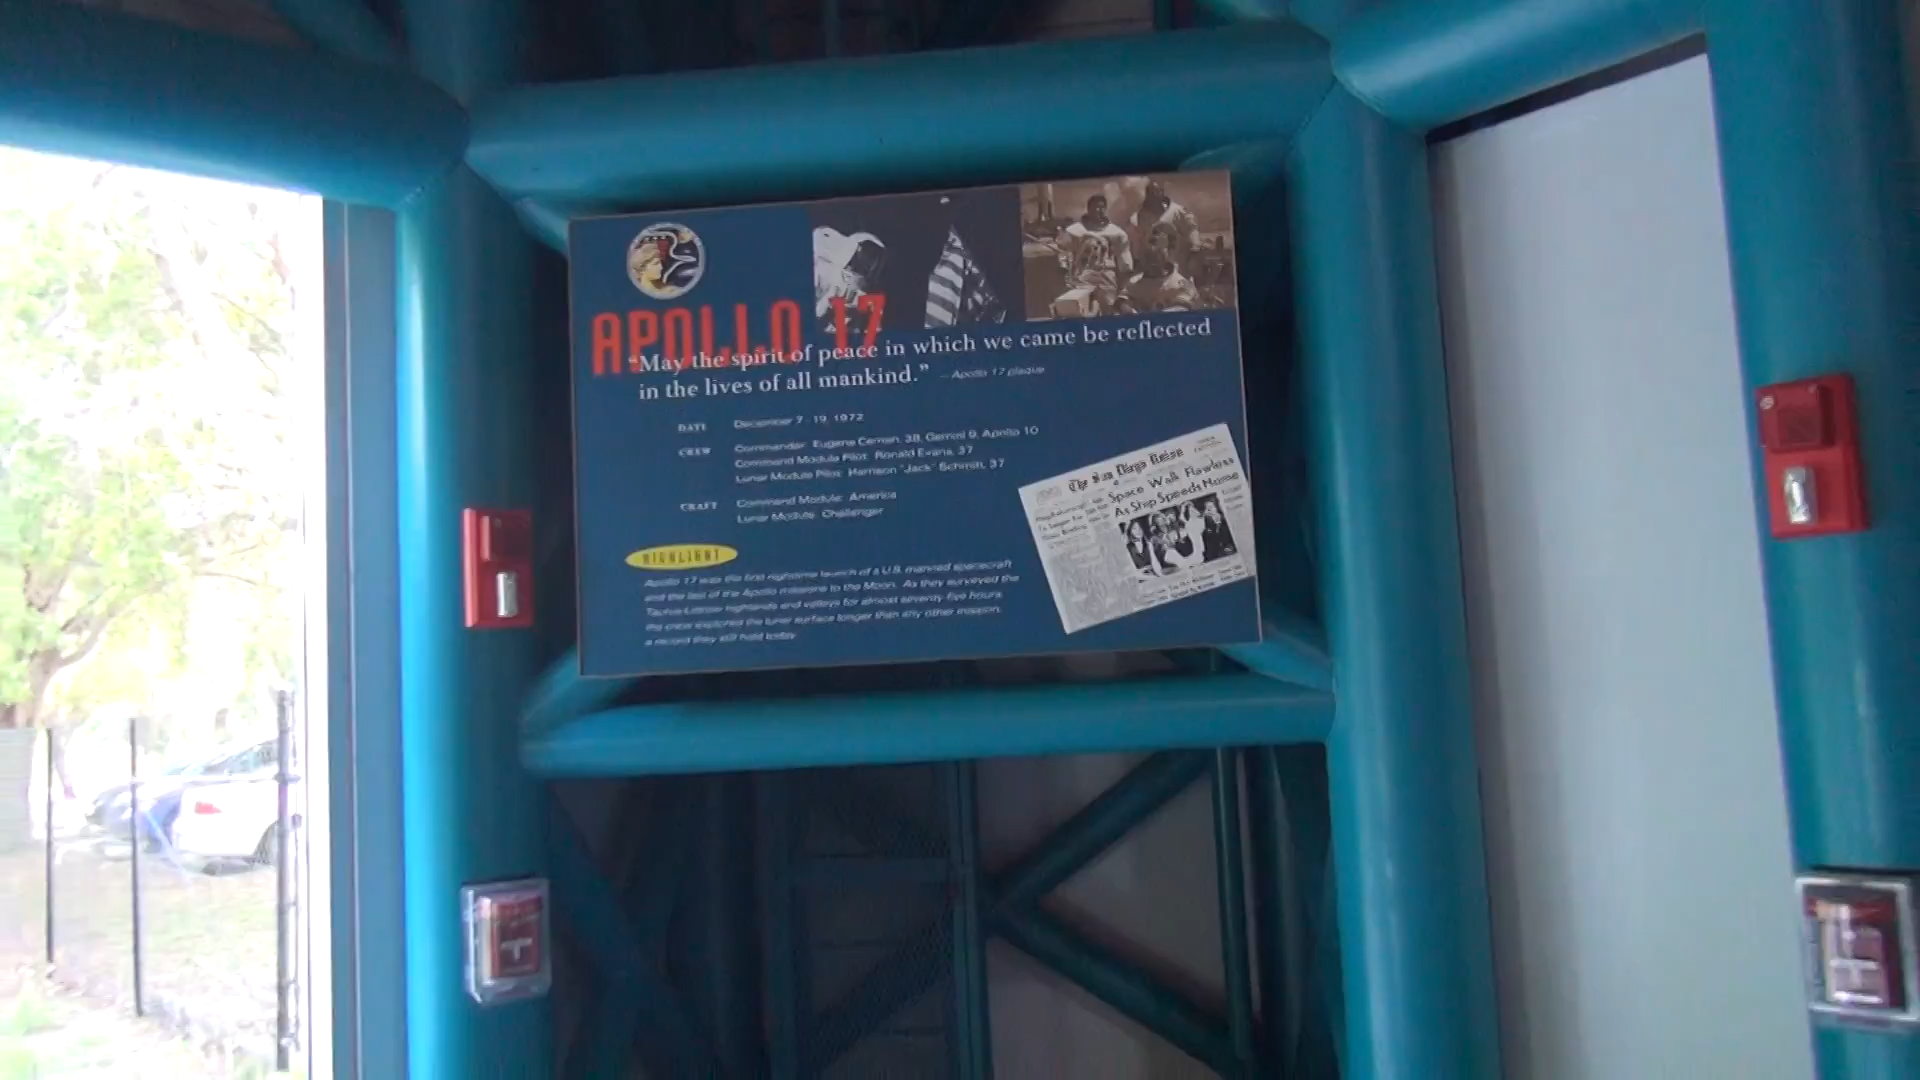 APOLLO 17
“May the spirit of peace in which we came be reflected
in the lives of all mankind.” – Apollo 17 plaque
DATE December 7 - 19, 1972
CREW Commander: Eugene Cernan, 38, Gemini 9, Apollo 10
Command Module Pilot: Ronald Evans, 37
Lunar Module Pilot: Harrison "Jack" Schmitt, 37
CRAFT Command Module: America
Lunar Module: Challenger
HIGHLIGHT
Apollo 17 was the first nighttime launch of a U.S. manned spacecraft
and the last of the Apollo missions to the Moon. As they surveyed the
Taurus-Littrow highlands and valleys for almost seventy-five hours,
the crew explored the lunar surface longer than any other mission,
a record they still hold today.
The San Diego Union
Space Walk Flawless
As Ship Speeds Home